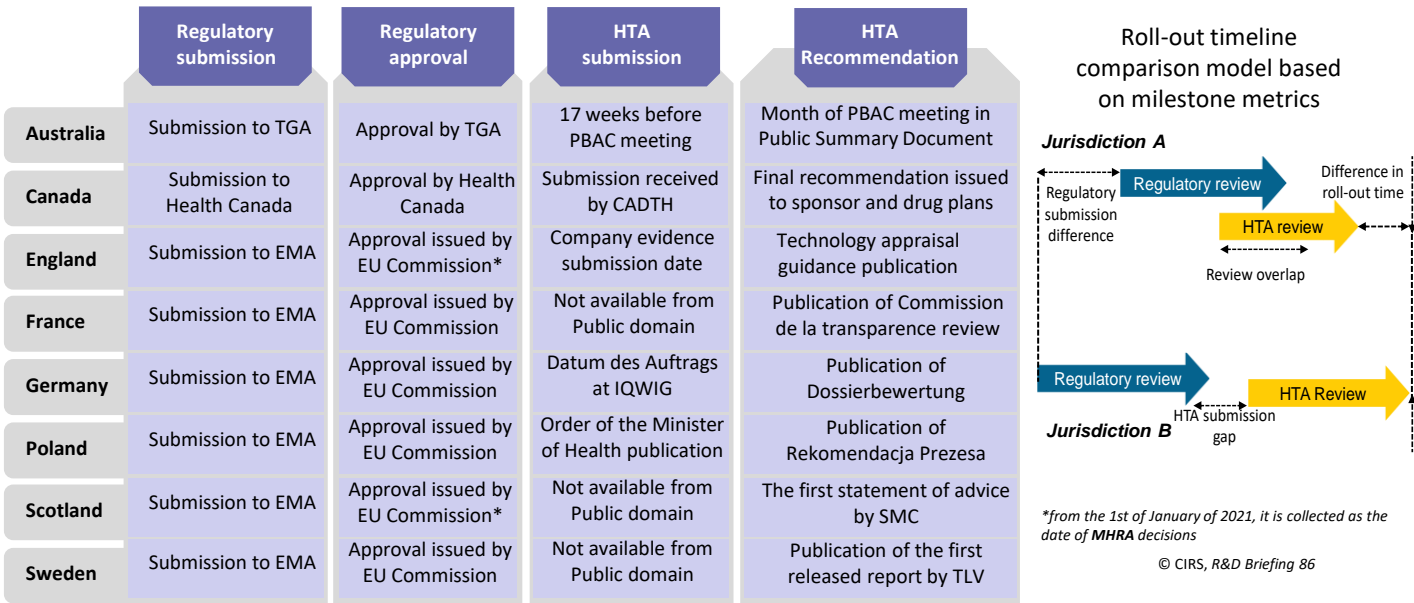 Regulatory
submission
Regulatory
approval
HTA
submission
HTA
Recommendation
Australia
Submission to TGA
Approval by TGA
17 weeks before
PBAC meeting
Month of PBAC meeting in
Public Summary Document
Canada
Submission to
Health Canada
Approval by Health
Canada
Submission received
by CADTH
Final recommendation issued
to sponsor and drug plans
England
Submission to EMA
Approval issued by
EU Commission*
Company evidence
submission date
Technology appraisal
guidance publication
France
Submission to EMA
Approval issued by
EU Commission
Not available from
Public domain
Publication of Commission
de la transparence review
Germany
Submission to EMA
Approval issued by
EU Commission
Datum des Auftrags
at IQWIG
Publication of
Dossierbewertung
Poland
Submission to EMA
Approval issued by
EU Commission
Order of the Minister
of Health publication
Publication of
Rekomendacja Prezesa
Scotland
Submission to EMA
Approval issued by
EU Commission*
Not available from
Public domain
The first statement of advice
by SMC
Sweden
Submission to EMA
Approval issued by
EU Commission
Not available from
Public domain
Publication of the first
released report by TLV
Roll-out timeline
comparison model based
on milestone metrics
Jurisdiction A
Regulatory review
Difference in
roll-out time
Regulatory
submission
difference
HTA review
Review overlap
Regulatory review
HTA Review
HTA submission
gap
Jurisdiction B
*from the 1st of January of 2021, it is collected as the
date of MHRA decisions
© CIRS, R&D Briefing 86